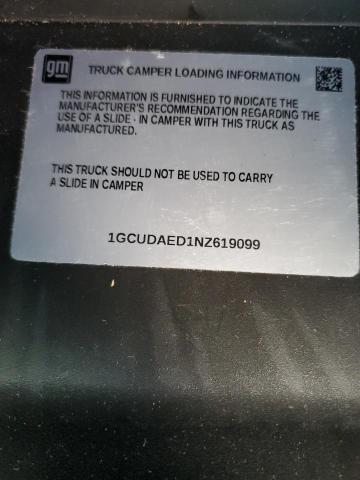 gm
TRUCK CAMPER LOADING INFORMATION
THIS INFORMATION IS FURNISHED TO INDICATE THE
MANUFACTURER'S RECOMMENDATION REGARDING THE
USE OF A SLIDE - IN CAMPER WITH THIS TRUCK AS
MANUFACTURED.
THIS TRUCK SHOULD NOT BE USED TO CARRY
A SLIDE IN CAMPER
1GCUDAED1NZ619099